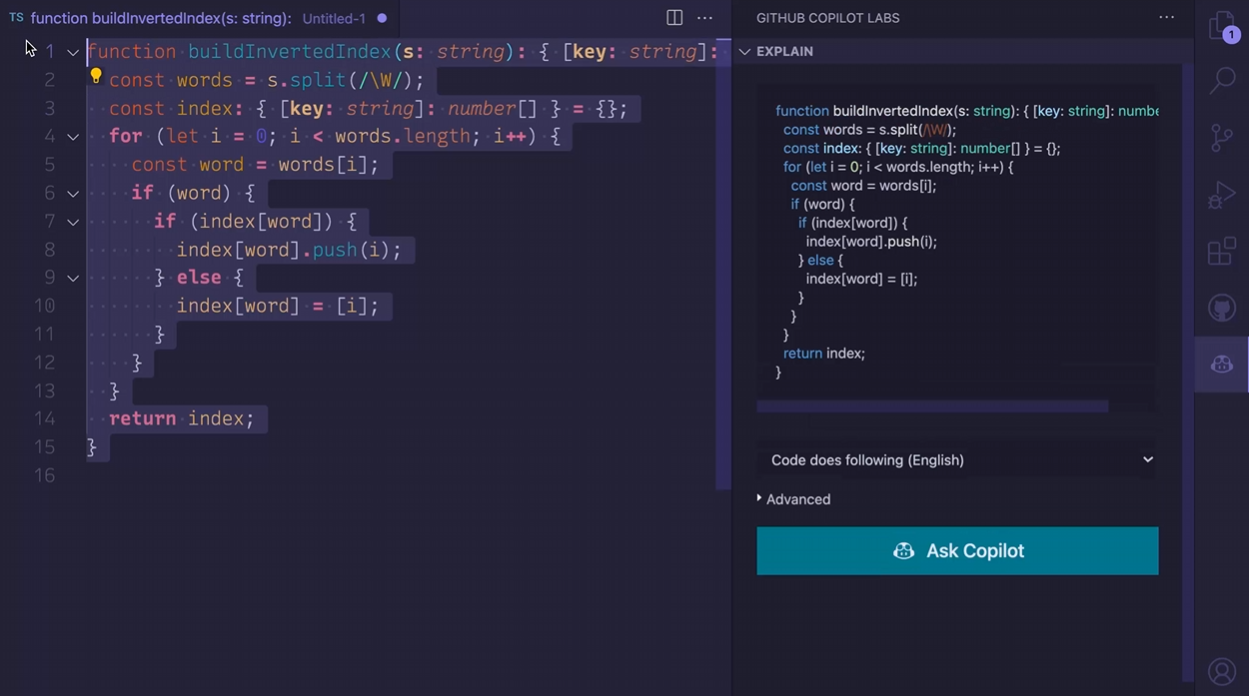 TS function buildInvertedIndex(s: string): Untitled-1
GITHUB COPILOT LABS
1
1 function buildInvertedIndex(s: string): { [key: string]:
2 const words = s.split(/\W/);
3 const index: { [key: string]: number[] } = {};
4 for (let i = 0; i < words.length; i++) {
5 const word = words[i];
6 if (word) {
7 if (index[word]) {
8 index[word].push(i);
9 } else {
10 index[word] = [i];
11 }
12 }
13 }
14 return index;
15 }
16
EXPLAIN
function buildInvertedIndex(s: string): { [key: string]: numbe
const words = s.split(/\W/);
const index: { [key: string]: number[] } = {};
for (let i = 0; i < words.length; i++) {
const word = words[i];
if (word) {
if (index[word]) {
index[word].push(i);
} else {
index[word] = [i];
}
}
}
return index;
}
Code does following (English)
Advanced
Ask Copilot